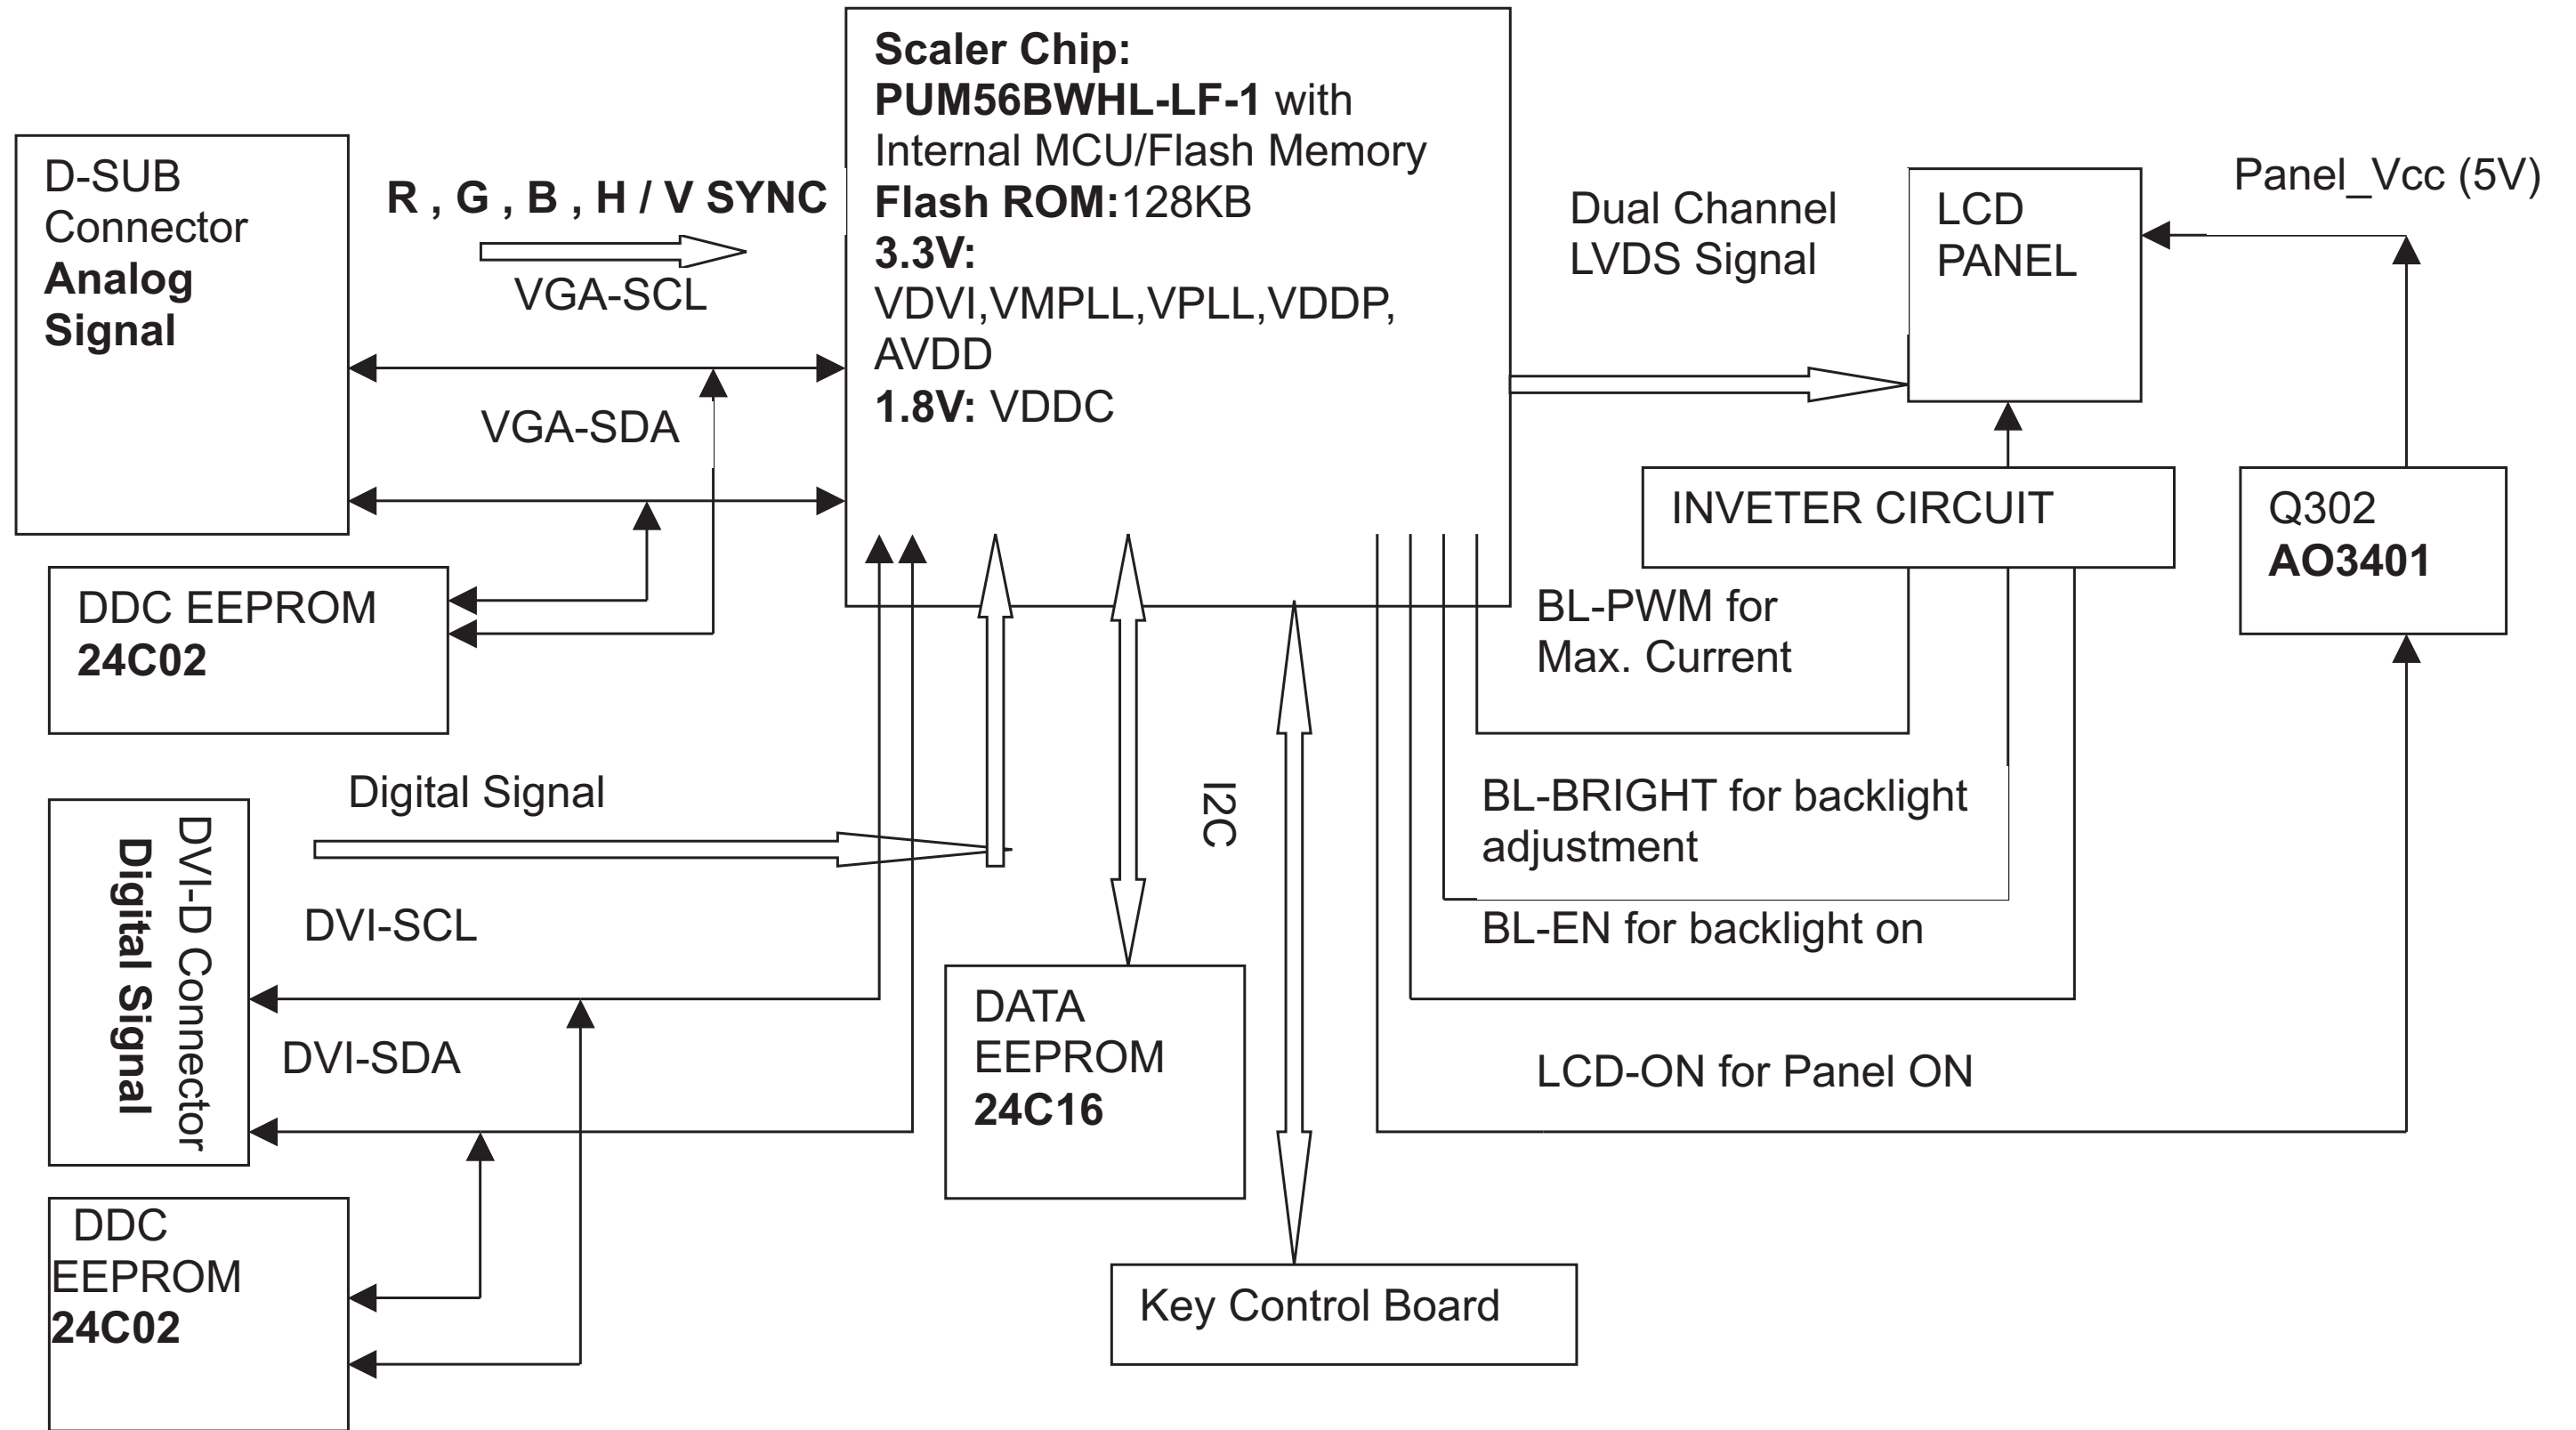 Scaler Chip:
PUM56BWHL-LF-1 with
Internal MCU/Flash Memory
Flash ROM:128KB
3.3V:
VDVI,VMPLL,VPLL,VDDP,
AVDD
1.8V: VDDC
D-SUB
Connector
Analog
Signal
R , G , B , H / V SYNC
VGA-SCL
VGA-SDA
DDC EEPROM
24C02
Dual Channel
LVDS Signal
LCD
PANEL
Panel_Vcc (5V)
INVETER CIRCUIT
Q302
AO3401
BL-PWM for
Max. Current
BL-BRIGHT for backlight
adjustment
BL-EN for backlight on
LCD-ON for Panel ON
Digital Signal
DVI-D Connector
Digital Signal
DVI-SCL
DVI-SDA
DDC
EEPROM
24C02
I2C
DATA
EEPROM
24C16
Key Control Board